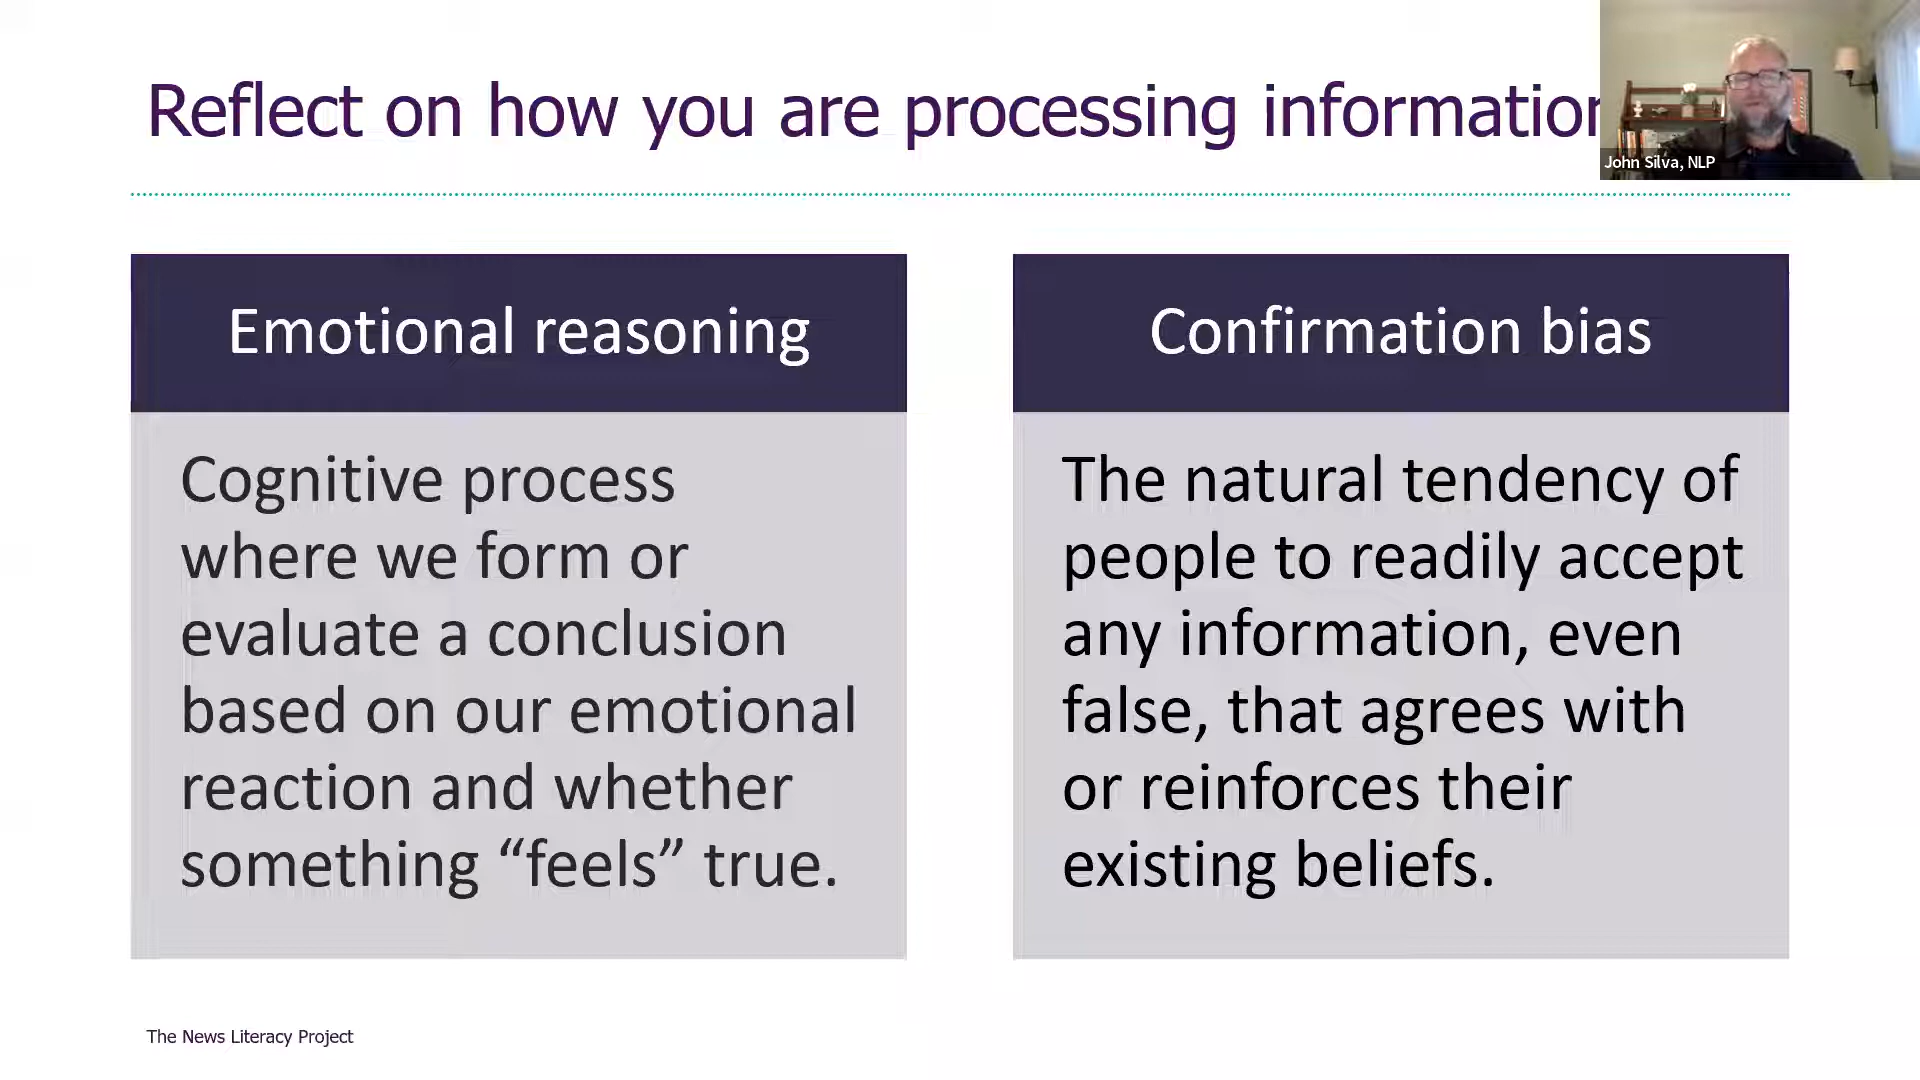 Reflect on how you are processing information
John Silva, NLP
Emotional reasoning
Cognitive process
where we form or
evaluate a conclusion
based on our emotional
reaction and whether
something “feels” true.
Confirmation bias
The natural tendency of
people to readily accept
any information, even
false, that agrees with
or reinforces their
existing beliefs.
The News Literacy Project